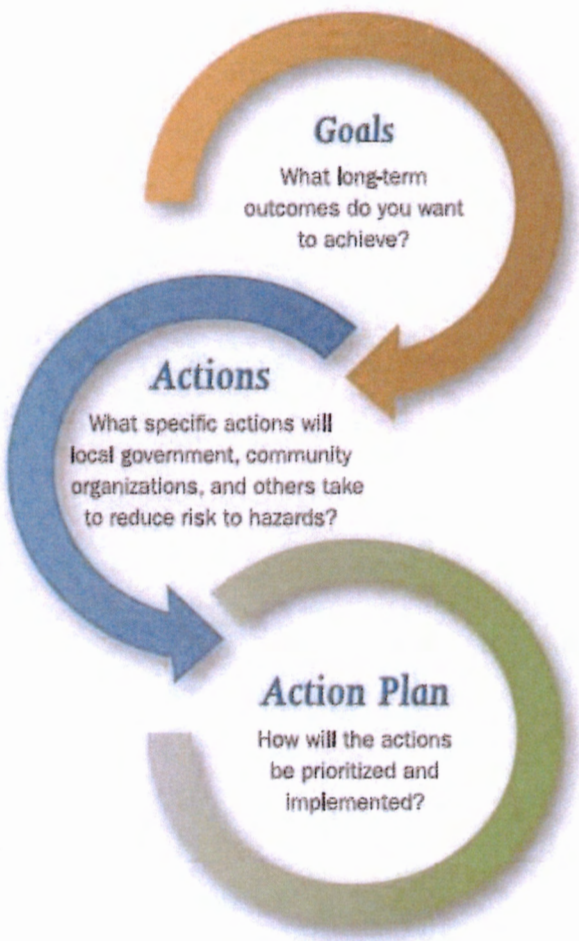 Goals
What long-term
outcomes do you want
to achieve?
Actions
What specific actions will
local government, community
organizations, and others take
to reduce risk to hazards?
Action Plan
How will the actions
be prioritized and
implemented?